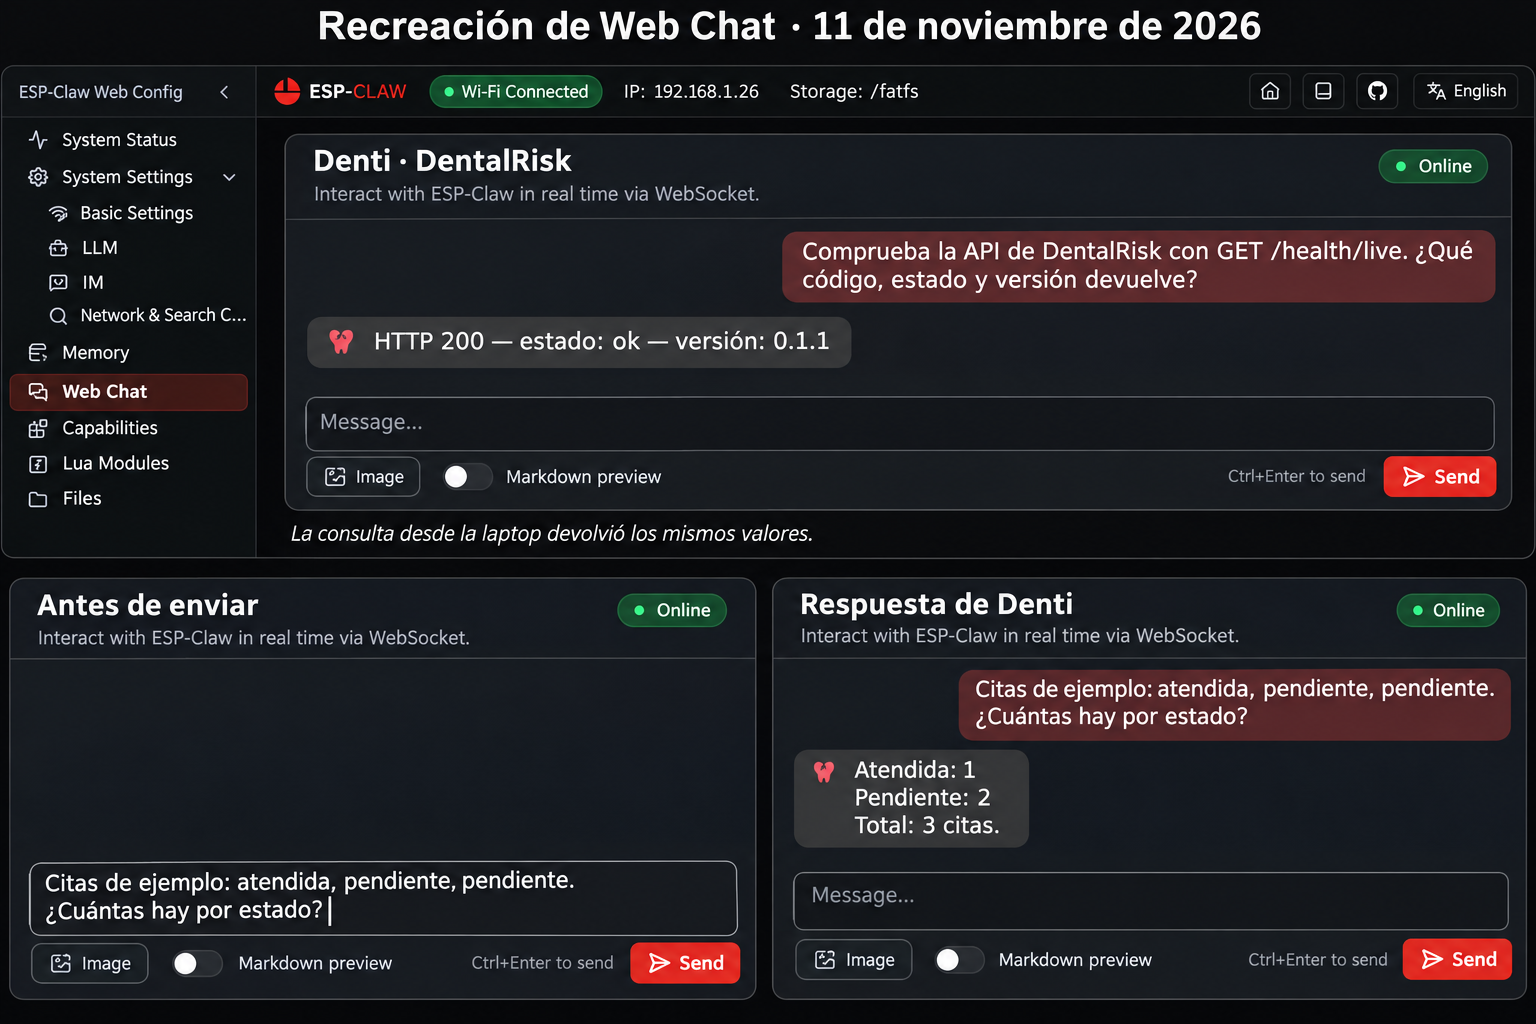 Recreación de Web Chat · 11 de noviembre de 2026
ESP-Claw Web Config
ESP-CLAW
Wi-Fi Connected
IP: 192.168.1.26
Storage: /fatfs
English
System Status
System Settings
Basic Settings
LLM
IM
Network & Search C...
Memory
Web Chat
Capabilities
Lua Modules
Files
Denti · DentalRisk
Online
Interact with ESP-Claw in real time via WebSocket.
Comprueba la API de DentalRisk con GET /health/live. ¿Qué
código, estado y versión devuelve?
HTTP 200 — estado: ok — versión: 0.1.1
Message...
Image
Markdown preview
Ctrl+Enter to send
Send
La consulta desde la laptop devolvió los mismos valores.
Antes de enviar
Online
Interact with ESP-Claw in real time via WebSocket.
Citas de ejemplo: atendida, pendiente, pendiente.
¿Cuántas hay por estado?
Image
Markdown preview
Ctrl+Enter to send
Send
Respuesta de Denti
Online
Interact with ESP-Claw in real time via WebSocket.
Citas de ejemplo: atendida, pendiente, pendiente.
¿Cuántas hay por estado?
Atendida: 1
Pendiente: 2
Total: 3 citas.
Message...
Image
Markdown preview
Ctrl+Enter to send
Send